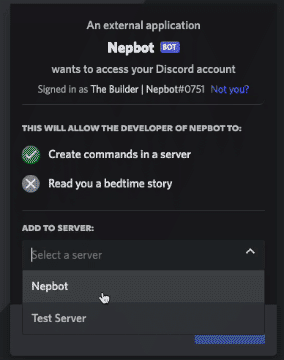 An external application
Nepbot BOT
wants to access your Discord account
Signed in as The Builder | Nepbot#0751 Not you?
THIS WILL ALLOW THE DEVELOPER OF NEPBOT TO:
Create commands in a server
Read you a bedtime story
ADD TO SERVER:
Select a server
Nepbot
Test Server